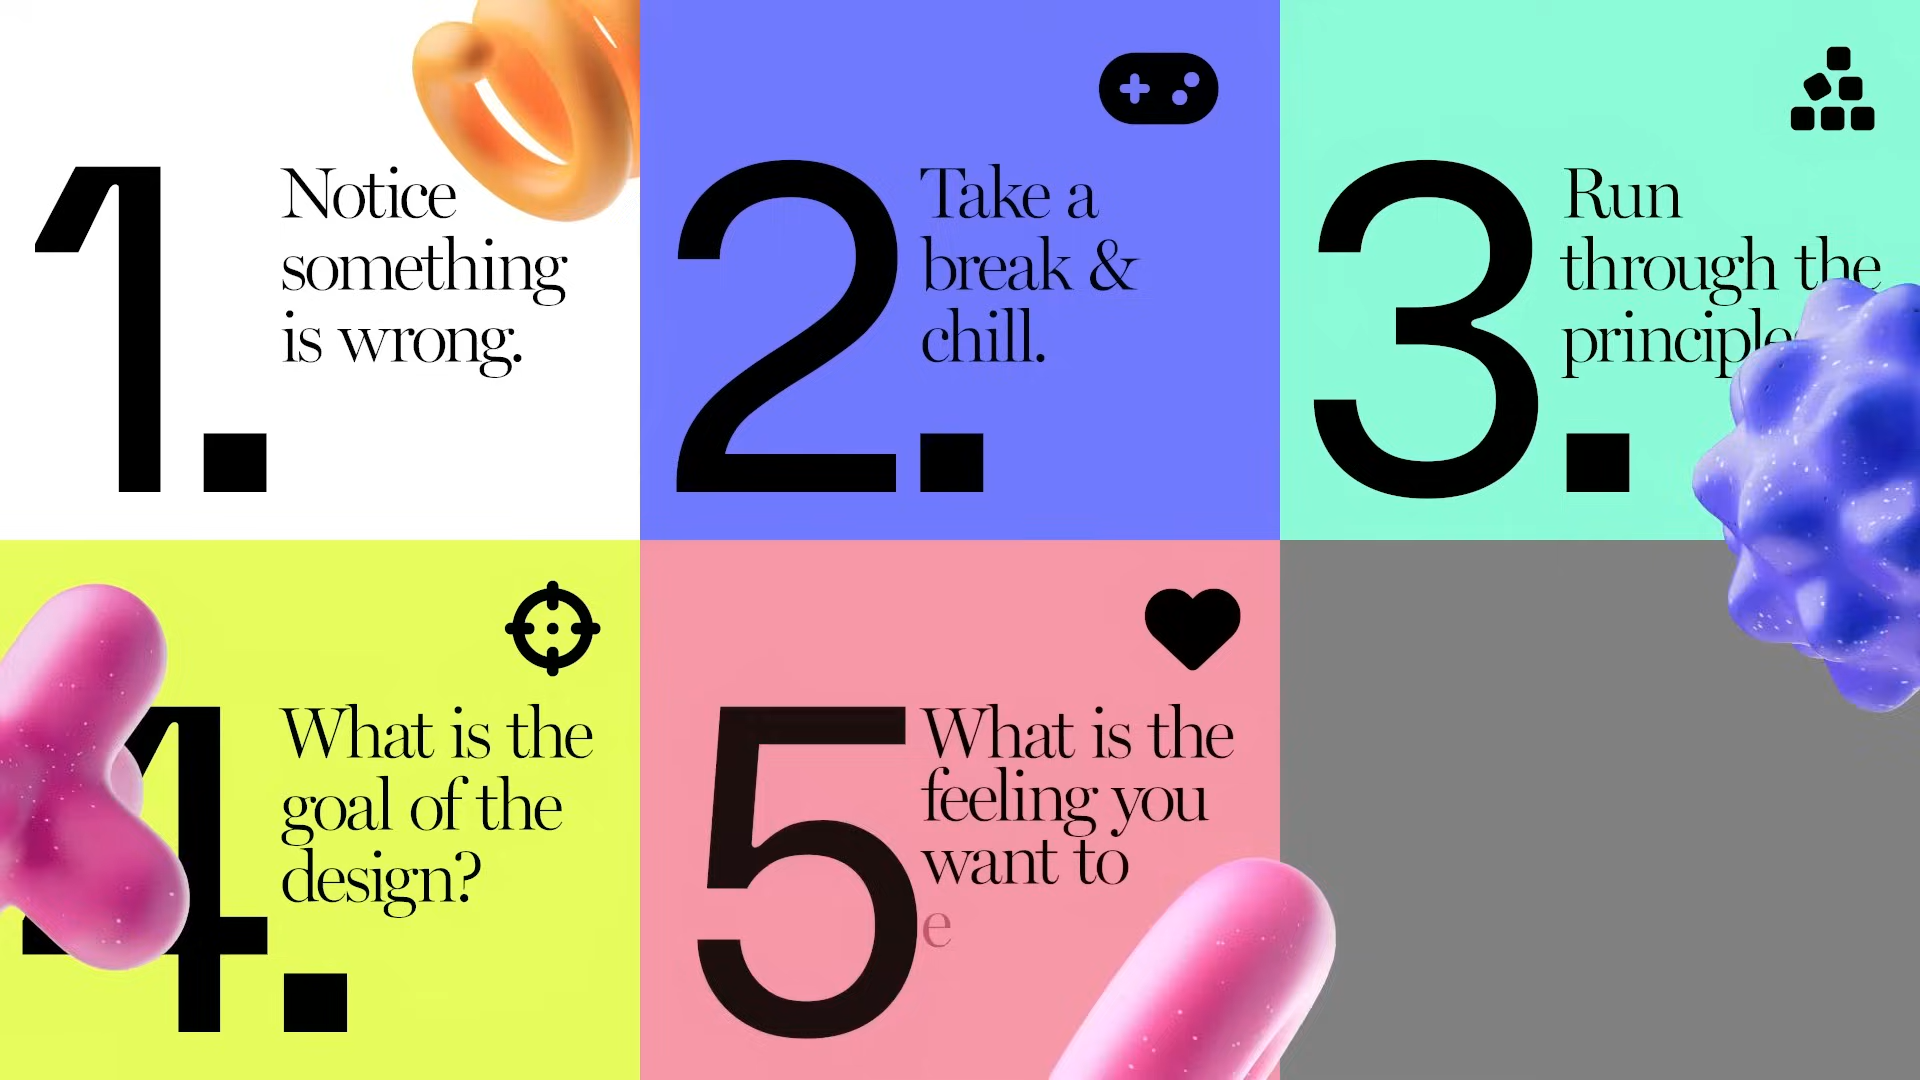 1.
Notice
something
is wrong.
2.
Take a
break &
chill.
3.
Run
through the
4.
What is the
goal of the
design?
5
What is the
feeling you
want to
e